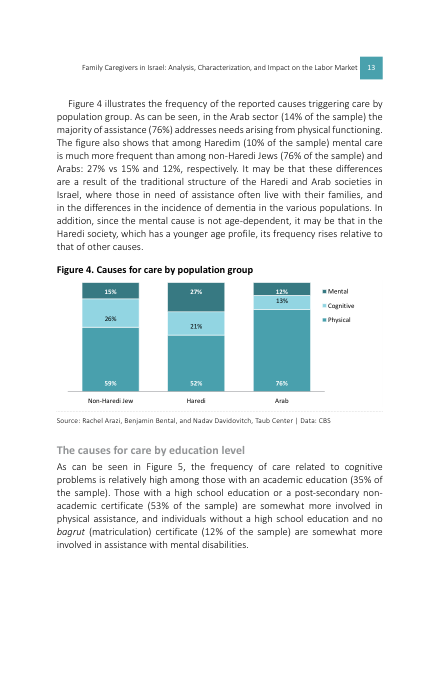 Family Caregivers in Israel: Analysis, Characterization, and Impact on the Labor Market 13
Figure 4 illustrates the frequency of the reported causes triggering care by
population group. As can be seen, in the Arab sector (14% of the sample) the
majority of assistance (76%) addresses needs arising from physical functioning.
The figure also shows that among Haredim (10% of the sample) mental care
is much more frequent than among non-Haredi Jews (76% of the sample) and
Arabs: 27% vs 15% and 12%, respectively. It may be that these differences
are a result of the traditional structure of the Haredi and Arab societies in
Israel, where those in need of assistance often live with their families, and
in the differences in the incidence of dementia in the various populations. In
addition, since the mental cause is not age-dependent, it may be that in the
Haredi society, which has a younger age profile, its frequency rises relative to
that of other causes.
Figure 4. Causes for care by population group
15% 27% 12%
26% 21% 13%
59% 52% 76%
Mental
Cognitive
Physical
Non-Haredi Jew Haredi Arab
Source: Rachel Arazi, Benjamin Bental, and Nadav Davidovitch, Taub Center | Data: CBS
The causes for care by education level
As can be seen in Figure 5, the frequency of care related to cognitive
problems is relatively high among those with an academic education (35% of
the sample). Those with a high school education or a post-secondary non-
academic certificate (53% of the sample) are somewhat more involved in
physical assistance, and individuals without a high school education and no
bagrut (matriculation) certificate (12% of the sample) are somewhat more
involved in assistance with mental disabilities.